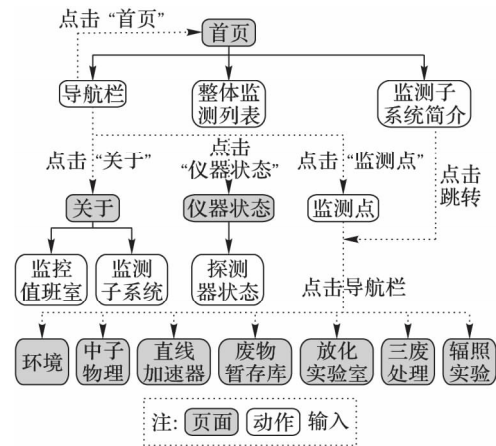 点击“首页”
首页
导航栏
整体监
测列表
监测子
系统简介
点击“关于”
点击
“仪器状态”
点击“监测点”
点击
跳转
关于
仪器状态
监测点
监控
值班室
监测
子系统
探测
器状态
点击导航栏
环境
中子
物理
直线
加速器
废物
暂存库
放化
实验室
三废
处理
辐照
实验
注: 页面 动作 输入